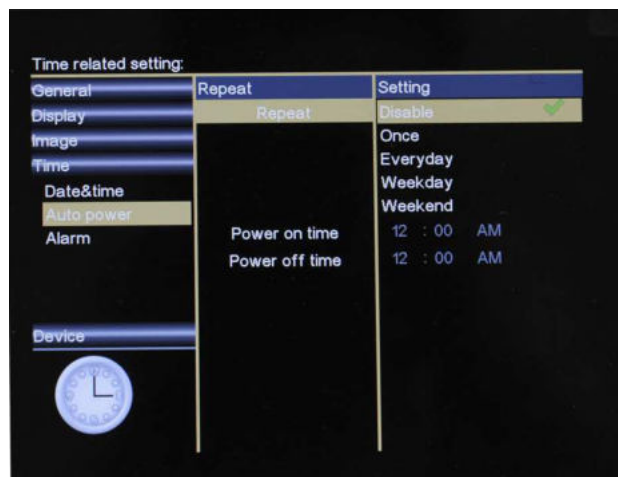 Time related setting:
General
Display
Image
Time
Date&time
Auto power
Alarm
Device
Repeat
Repeat
Power on time
Power off time
Setting
Disable
Once
Everyday
Weekday
Weekend
12 : 00 AM
12 : 00 AM